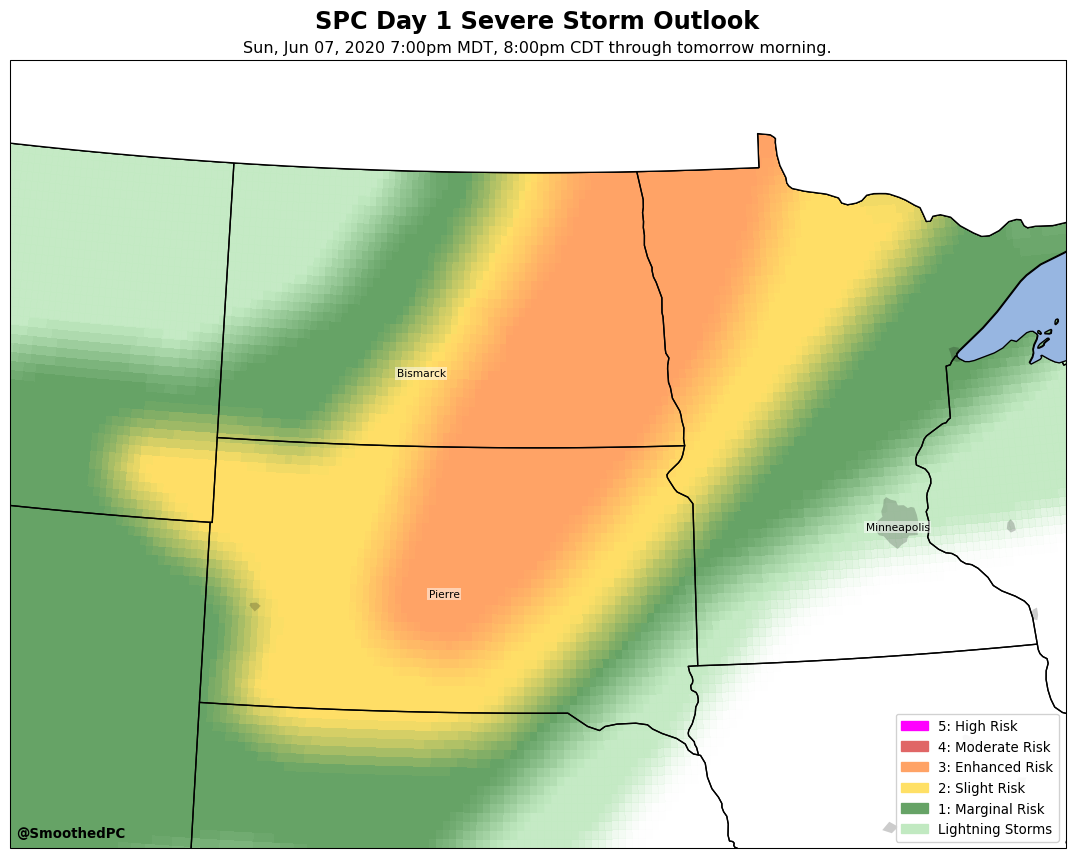 SPC Day 1 Severe Storm Outlook
Sun, Jun 07, 2020 7:00pm MDT, 8:00pm CDT through tomorrow morning.
Bismarck
Minneapolis
Pierre
5: High Risk
4: Moderate Risk
3: Enhanced Risk
2: Slight Risk
1: Marginal Risk
Lightning Storms
@SmoothedPC